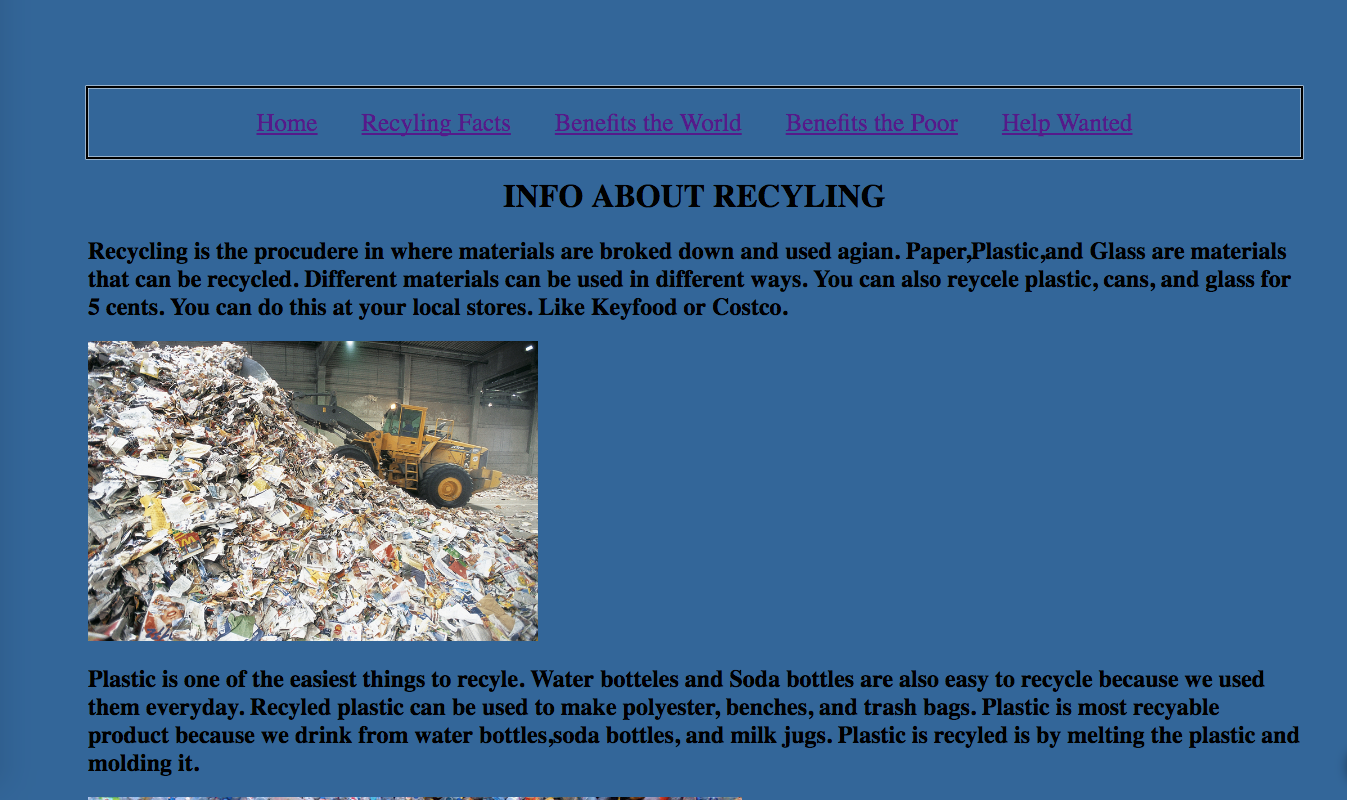 Home Recyling Facts Benefits the World Benefits the Poor Help Wanted
INFO ABOUT RECYLING
Recycling is the procudere in where materials are broked down and used agian. Paper,Plastic,and Glass are materials
that can be recycled. Different materials can be used in different ways. You can also reycele plastic, cans, and glass for
5 cents. You can do this at your local stores. Like Keyfood or Costco.
Plastic is one of the easiest things to recyle. Water botteles and Soda bottles are also easy to recycle because we used
them everyday. Recyled plastic can be used to make polyester, benches, and trash bags. Plastic is most recyable
product because we drink from water bottles,soda bottles, and milk jugs. Plastic is recyled is by melting the plastic and
molding it.